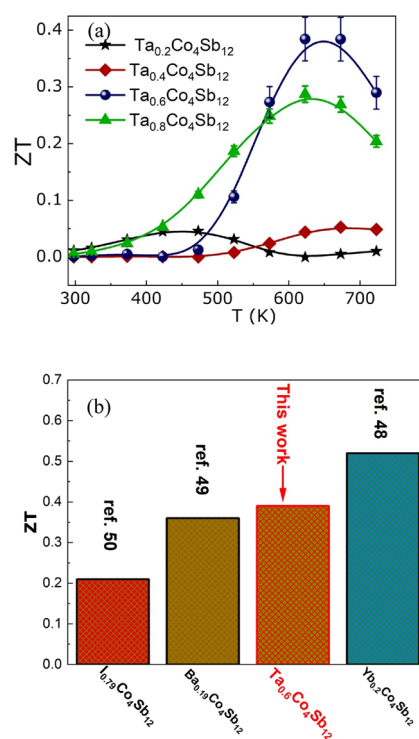 (a)
Ta0.2Co4Sb12
Ta0.4Co4Sb12
Ta0.6Co4Sb12
Ta0.8Co4Sb12
0.4
0.3
0.2
0.1
0.0
ZT
300 400 500 600 700
T (K)
(b)
0.7
0.6
0.5
0.4
0.3
0.2
0.1
0.0
ZT
ref. 50
ref. 49
This work
ref. 48
I0.79Co4Sb12
Ba0.19Co4Sb12
Ta0.6Co4Sb12
Yb0.2Co4Sb12